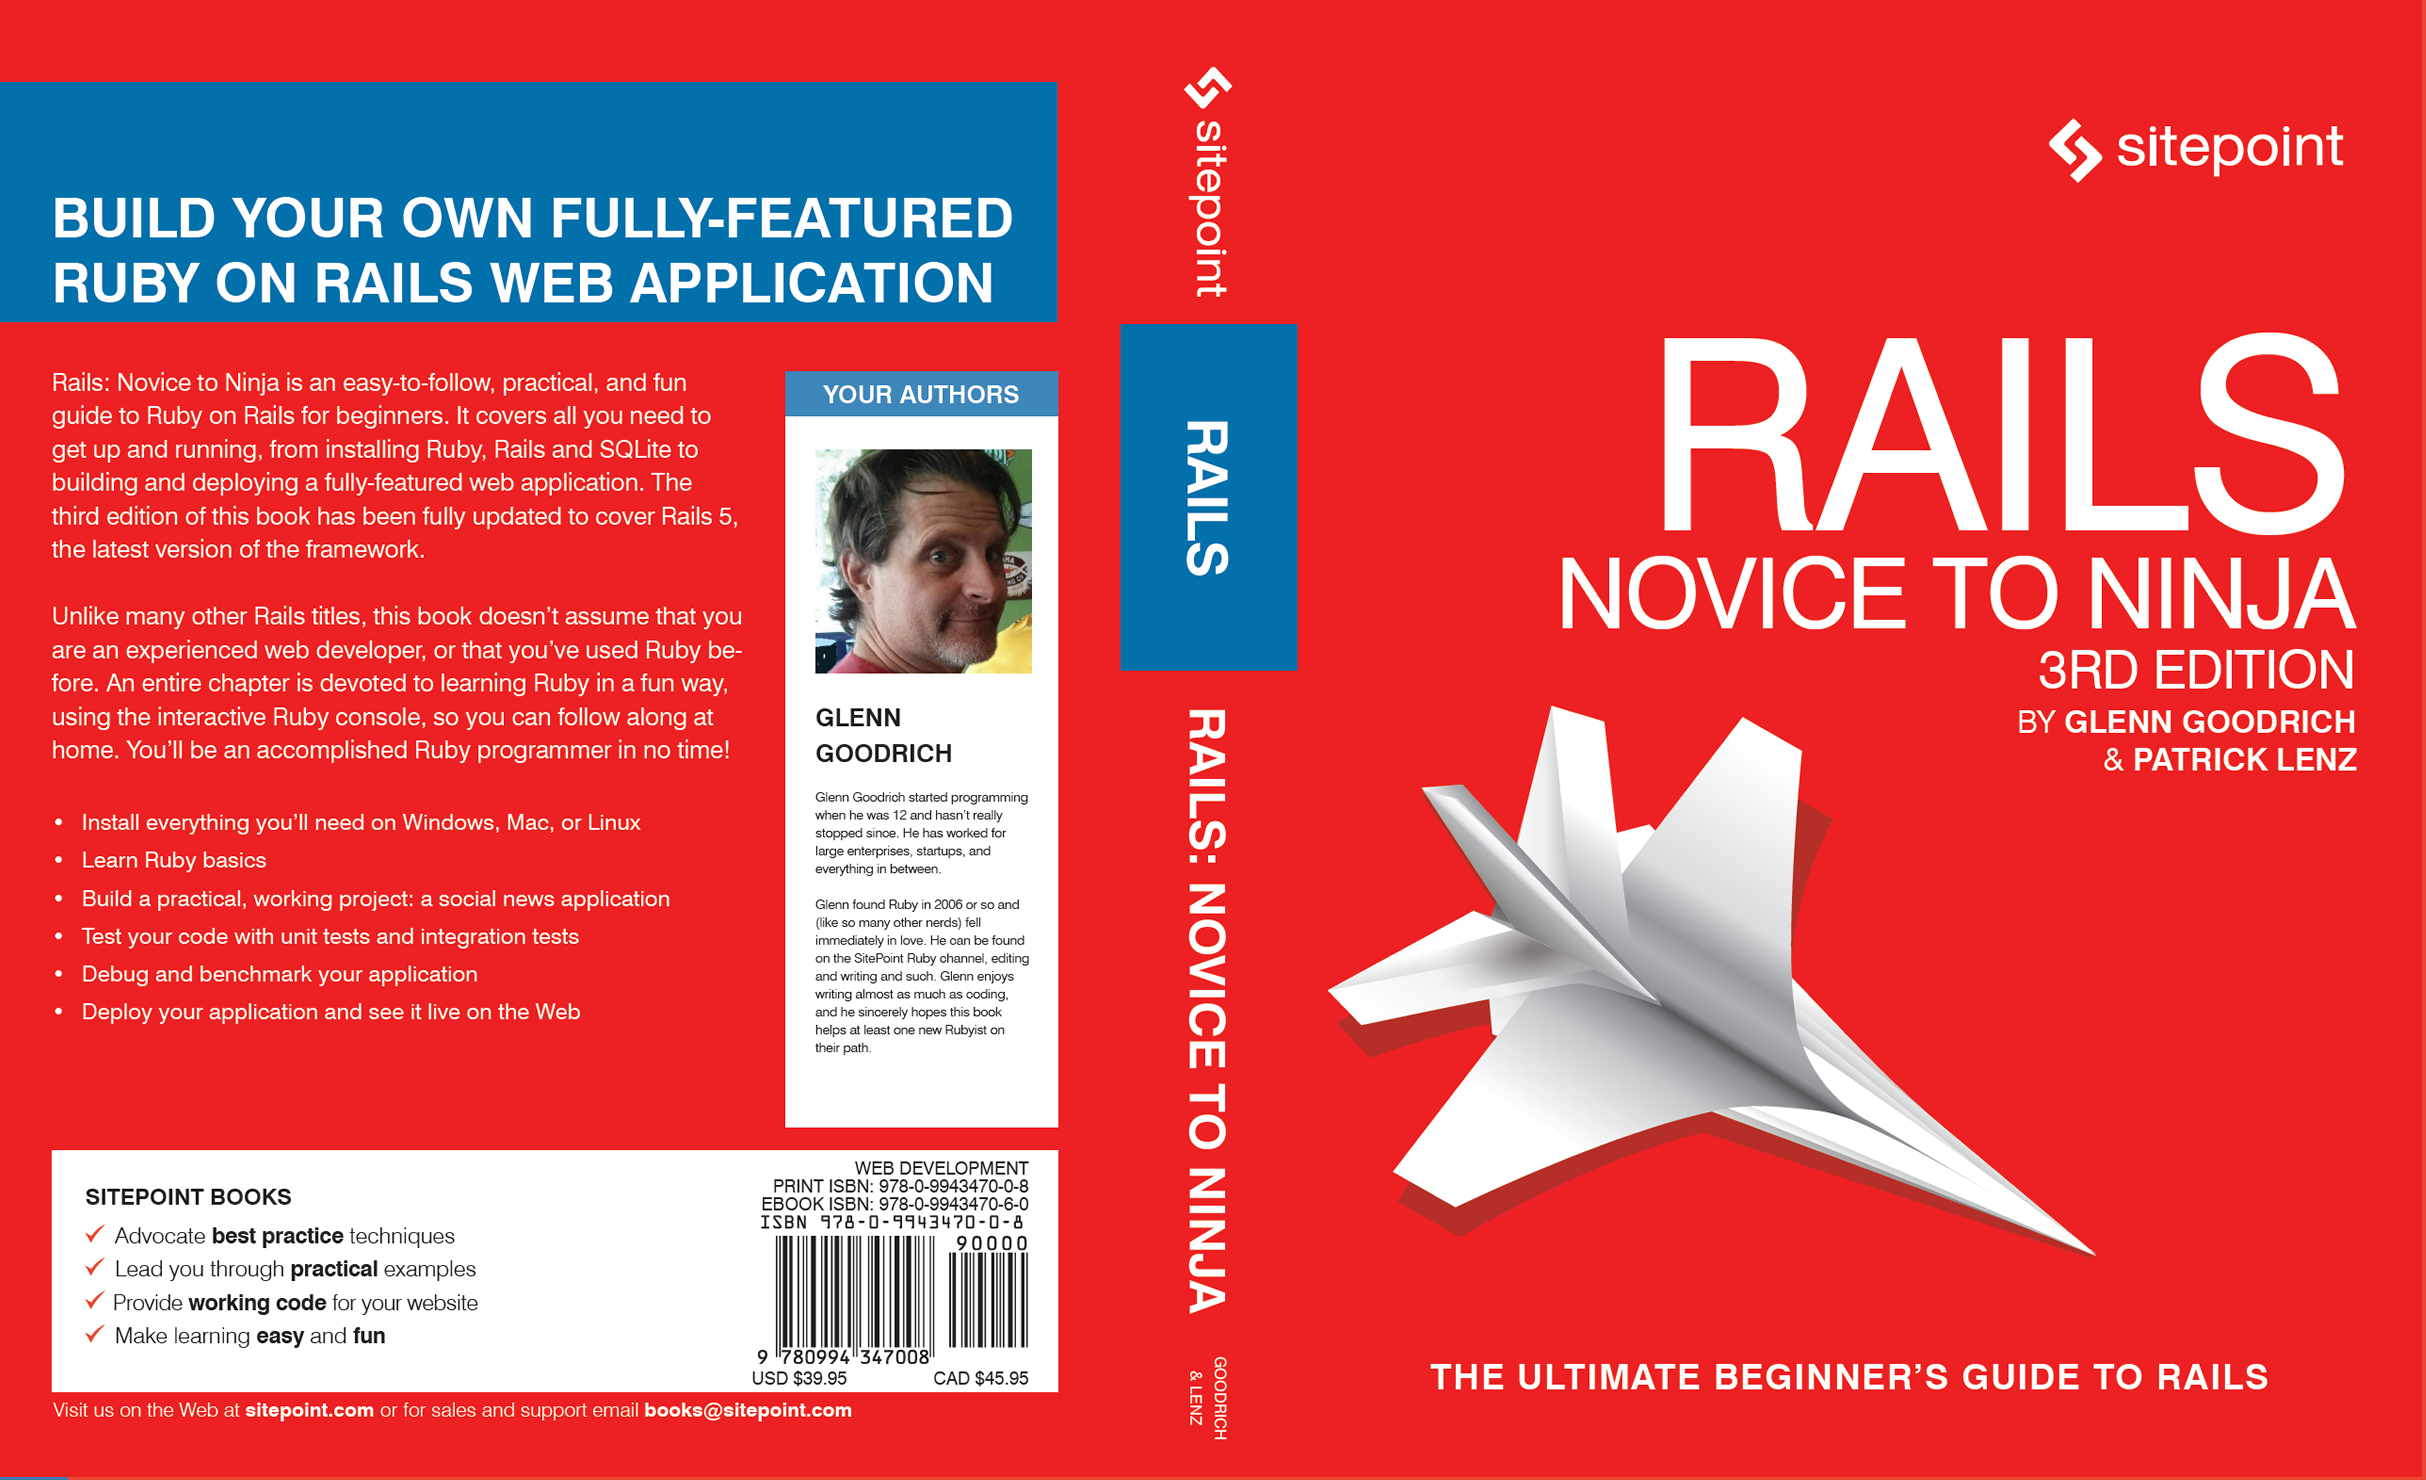 BUILD YOUR OWN FULLY-FEATURED
RUBY ON RAILS WEB APPLICATION
Rails: Novice to Ninja is an easy-to-follow, practical, and fun
guide to Ruby on Rails for beginners. It covers all you need to
get up and running, from installing Ruby, Rails and SQLite to
building and deploying a fully-featured web application. The
third edition of this book has been fully updated to cover Rails 5,
the latest version of the framework.
Unlike many other Rails titles, this book doesn’t assume that you
are an experienced web developer, or that you’ve used Ruby be-
fore. An entire chapter is devoted to learning Ruby in a fun way,
using the interactive Ruby console, so you can follow along at
home. You’ll be an accomplished Ruby programmer in no time!
• Install everything you’ll need on Windows, Mac, or Linux
• Learn Ruby basics
• Build a practical, working project: a social news application
• Test your code with unit tests and integration tests
• Debug and benchmark your application
• Deploy your application and see it live on the Web
YOUR AUTHORS
GLENN
GOODRICH
Glenn Goodrich started programming
when he was 12 and hasn’t really
stopped since. He has worked for
large enterprises, startups, and
everything in between.
Glenn found Ruby in 2006 or so and
(like so many other nerds) fell
immediately in love. He can be found
on the SitePoint Ruby channel, editing
and writing and such. Glenn enjoys
writing almost as much as coding,
and he sincerely hopes this book
helps at least one new Rubyist on
their path.
SITEPOINT BOOKS
Advocate best practice techniques
Lead you through practical examples
Provide working code for your website
Make learning easy and fun
WEB DEVELOPMENT
PRINT ISBN: 978-0-9943470-0-8
EBOOK ISBN: 978-0-9943470-6-0
ISBN 978-0-9943470-0-8
90000
9 780994 347008
USD $39.95 CAD $45.95
Visit us on the Web at sitepoint.com or for sales and support email books@sitepoint.com
sitepoint
RAILS
RAILS: NOVICE TO NINJA
GOODRICH
& LENZ
sitepoint
RAILS
NOVICE TO NINJA
3RD EDITION
BY GLENN GOODRICH
& PATRICK LENZ
THE ULTIMATE BEGINNER’S GUIDE TO RAILS